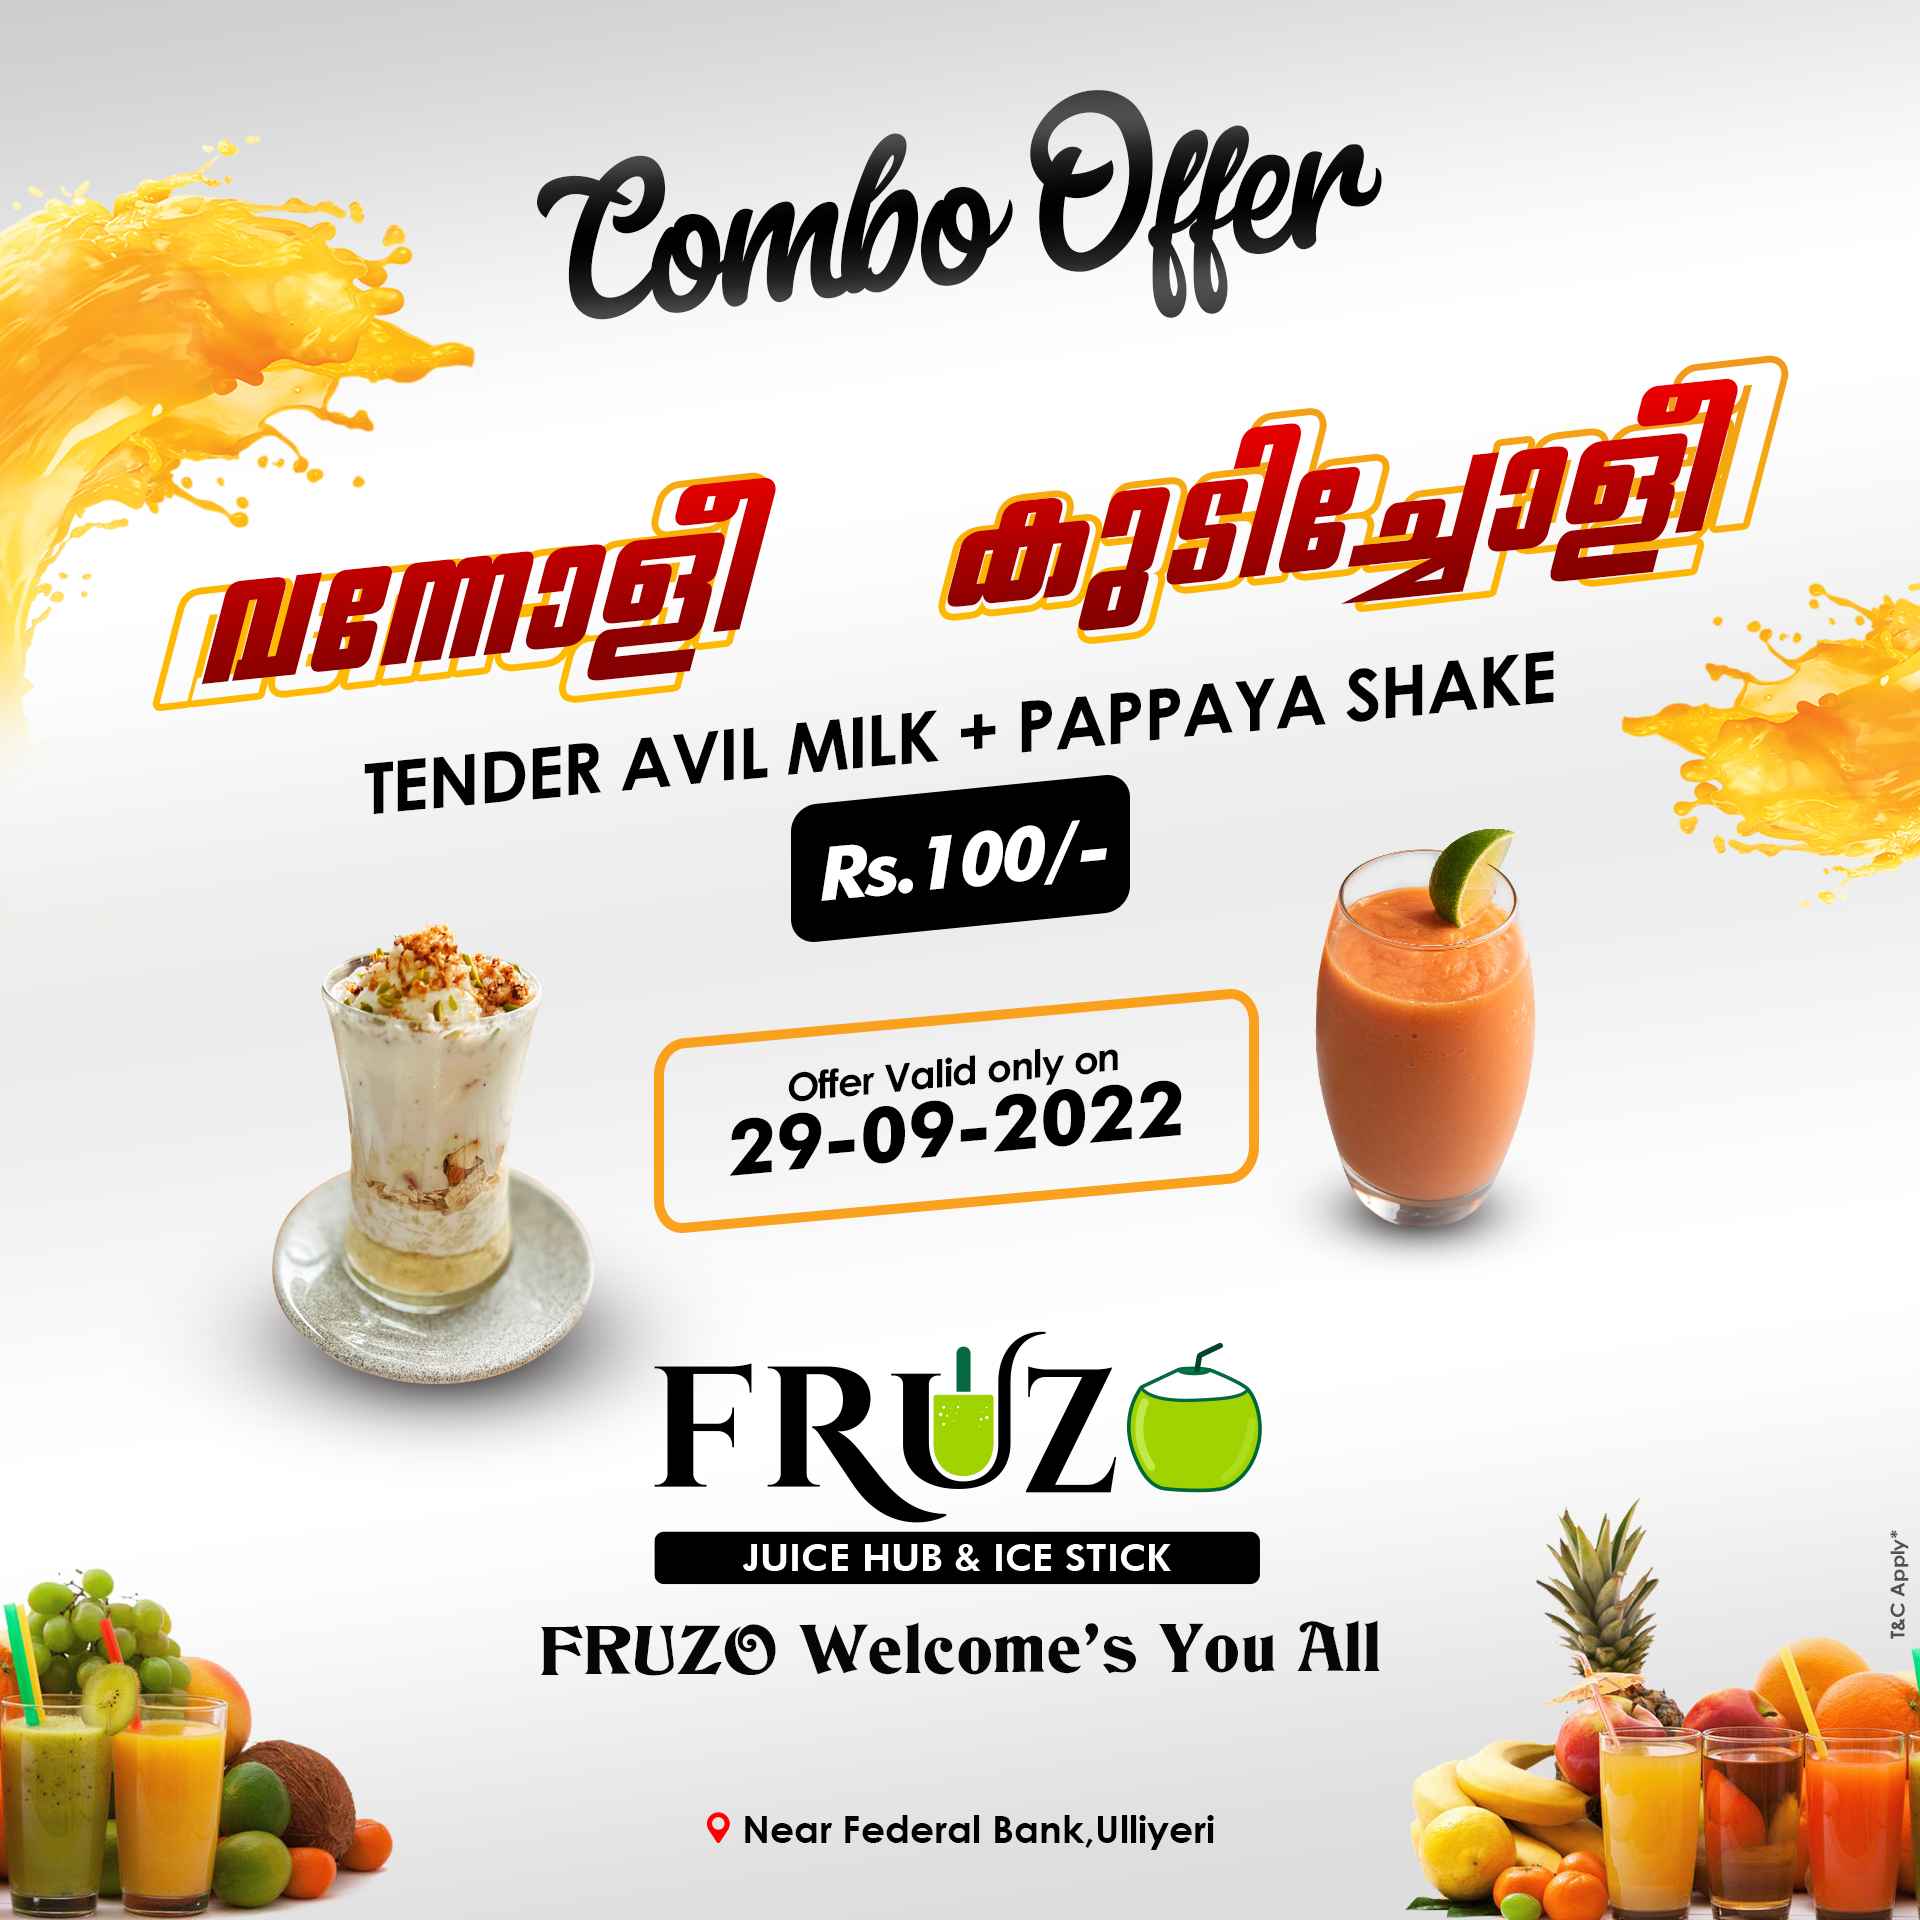 Combo Offer
വന്നോളീ കുടിച്ചോളീ
TENDER AVIL MILK + PAPPAYA SHAKE
Rs.100/-
Offer Valid only on
29-09-2022
FRUZO
JUICE HUB & ICE STICK
FRUZO Welcome's You All
T&C Apply*
Near Federal Bank,Ulliyeri